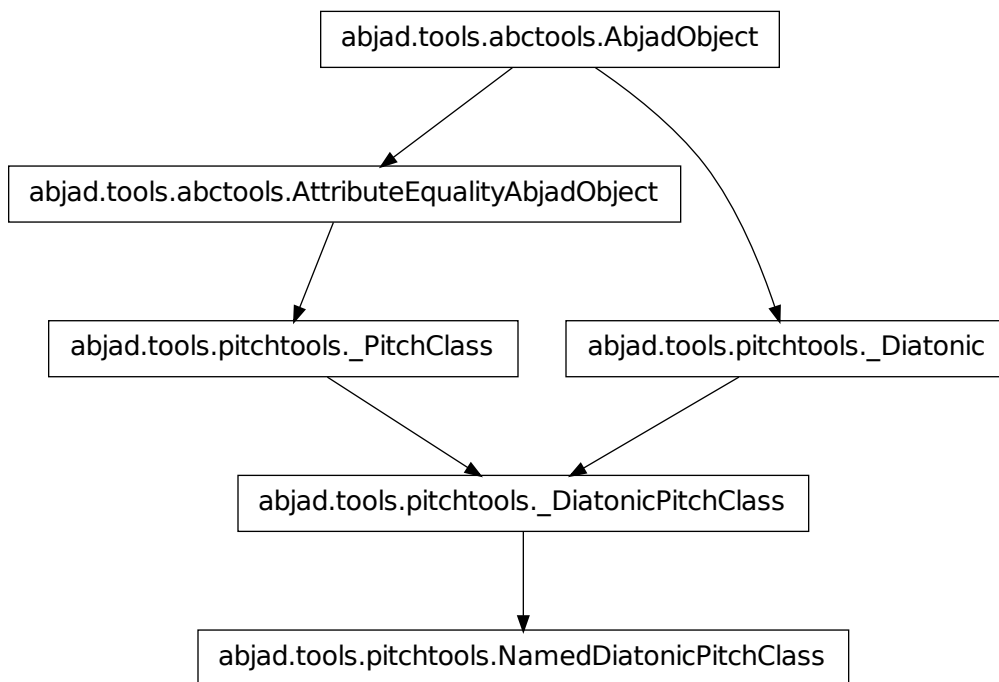 abjad.tools.abctools.AbjadObject
abjad.tools.abctools.AttributeEqualityAbjadObject
abjad.tools.pitchtools._PitchClass
abjad.tools.pitchtools._Diatonic
abjad.tools.pitchtools._DiatonicPitchClass
abjad.tools.pitchtools.NamedDiatonicPitchClass